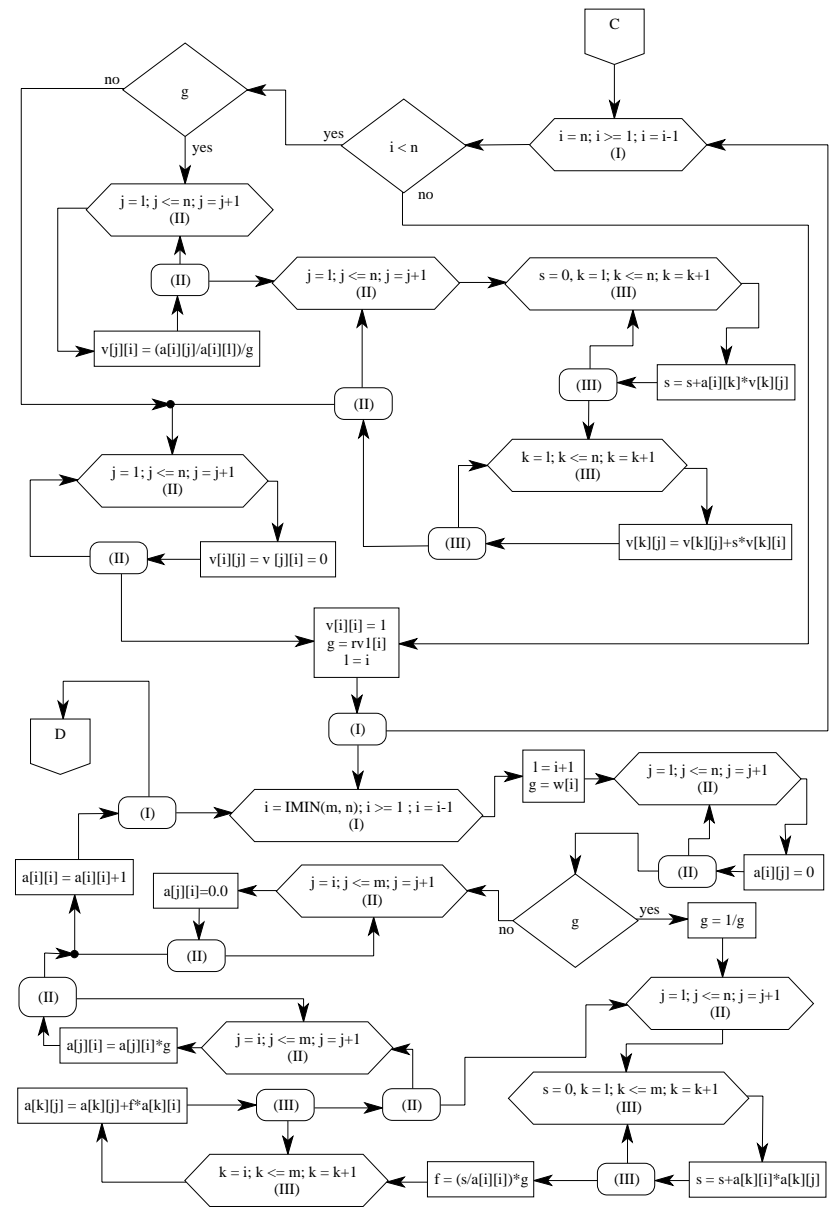 C
no
g
yes
i < n
i = n; i >= 1; i = i-1
(I)
yes
no
j = l; j <= n; j = j+1
(II)
(II)
j = l; j <= n; j = j+1
(II)
s = 0, k = l; k <= n; k = k+1
(III)
v[j][i] = (a[i][j]/a[i][l])/g
(III)
s = s+a[i][k]*v[k][j]
(II)
j = l; j <= n; j = j+1
(II)
k = l; k <= n; k = k+1
(III)
(II)
v[i][j] = v [j][i] = 0
(III)
v[k][j] = v[k][j]+s*v[k][i]
v[i][i] = 1
g = rv1[i]
l = i
D
(I)
(I)
i = IMIN(m, n); i >= 1 ; i = i-1
(I)
l = i+1
g = w[i]
j = l; j <= n; j = j+1
(II)
a[i][i] = a[i][i]+1
a[j][i]=0.0
j = i; j <= m; j = j+1
(II)
(II)
a[i][j] = 0
no
g
yes
g = 1/g
(II)
(II)
j = l; j <= n; j = j+1
(II)
a[j][i] = a[j][i]*g
j = i; j <= m; j = j+1
(II)
a[k][j] = a[k][j]+f*a[k][i]
(III)
(II)
s = 0, k = l; k <= m; k = k+1
(III)
k = i; k <= m; k = k+1
(III)
f = (s/a[i][i])*g
(III)
s = s+a[k][i]*a[k][j]